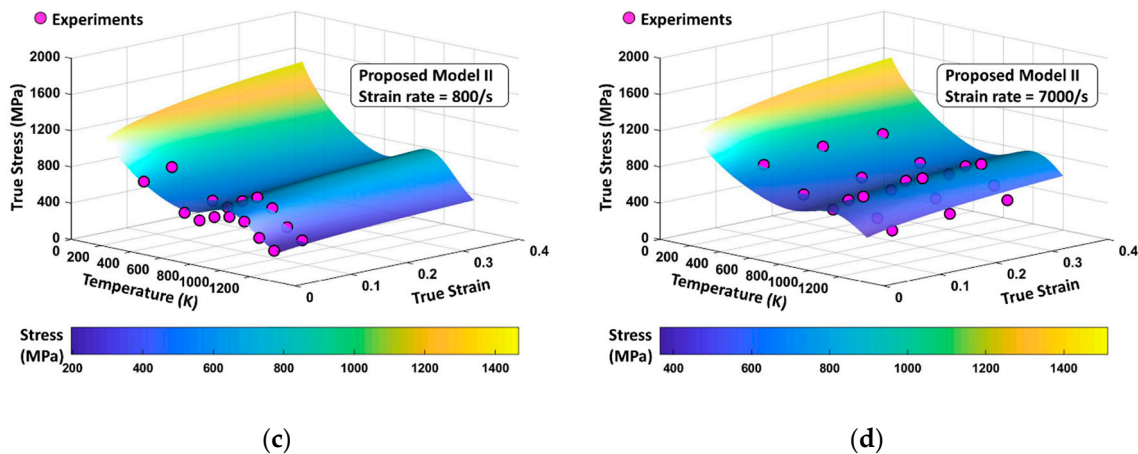 Experiments
Proposed Model II
Strain rate = 800/s
True Stress (MPa)
2000
1600
1200
800
400
0
0
200
400
600
800
1000
1200
Temperature (K)
0
0.1
0.2
0.3
0.4
True Strain
Stress
(MPa)
200 400 600 800 1000 1200 1400
(c)
Experiments
Proposed Model II
Strain rate = 7000/s
True Stress (MPa)
2000
1600
1200
800
400
0
0
200
400
600
800
1000
1200
Temperature (K)
0
0.1
0.2
0.3
0.4
True Strain
Stress
(MPa)
400 600 800 1000 1200 1400
(d)